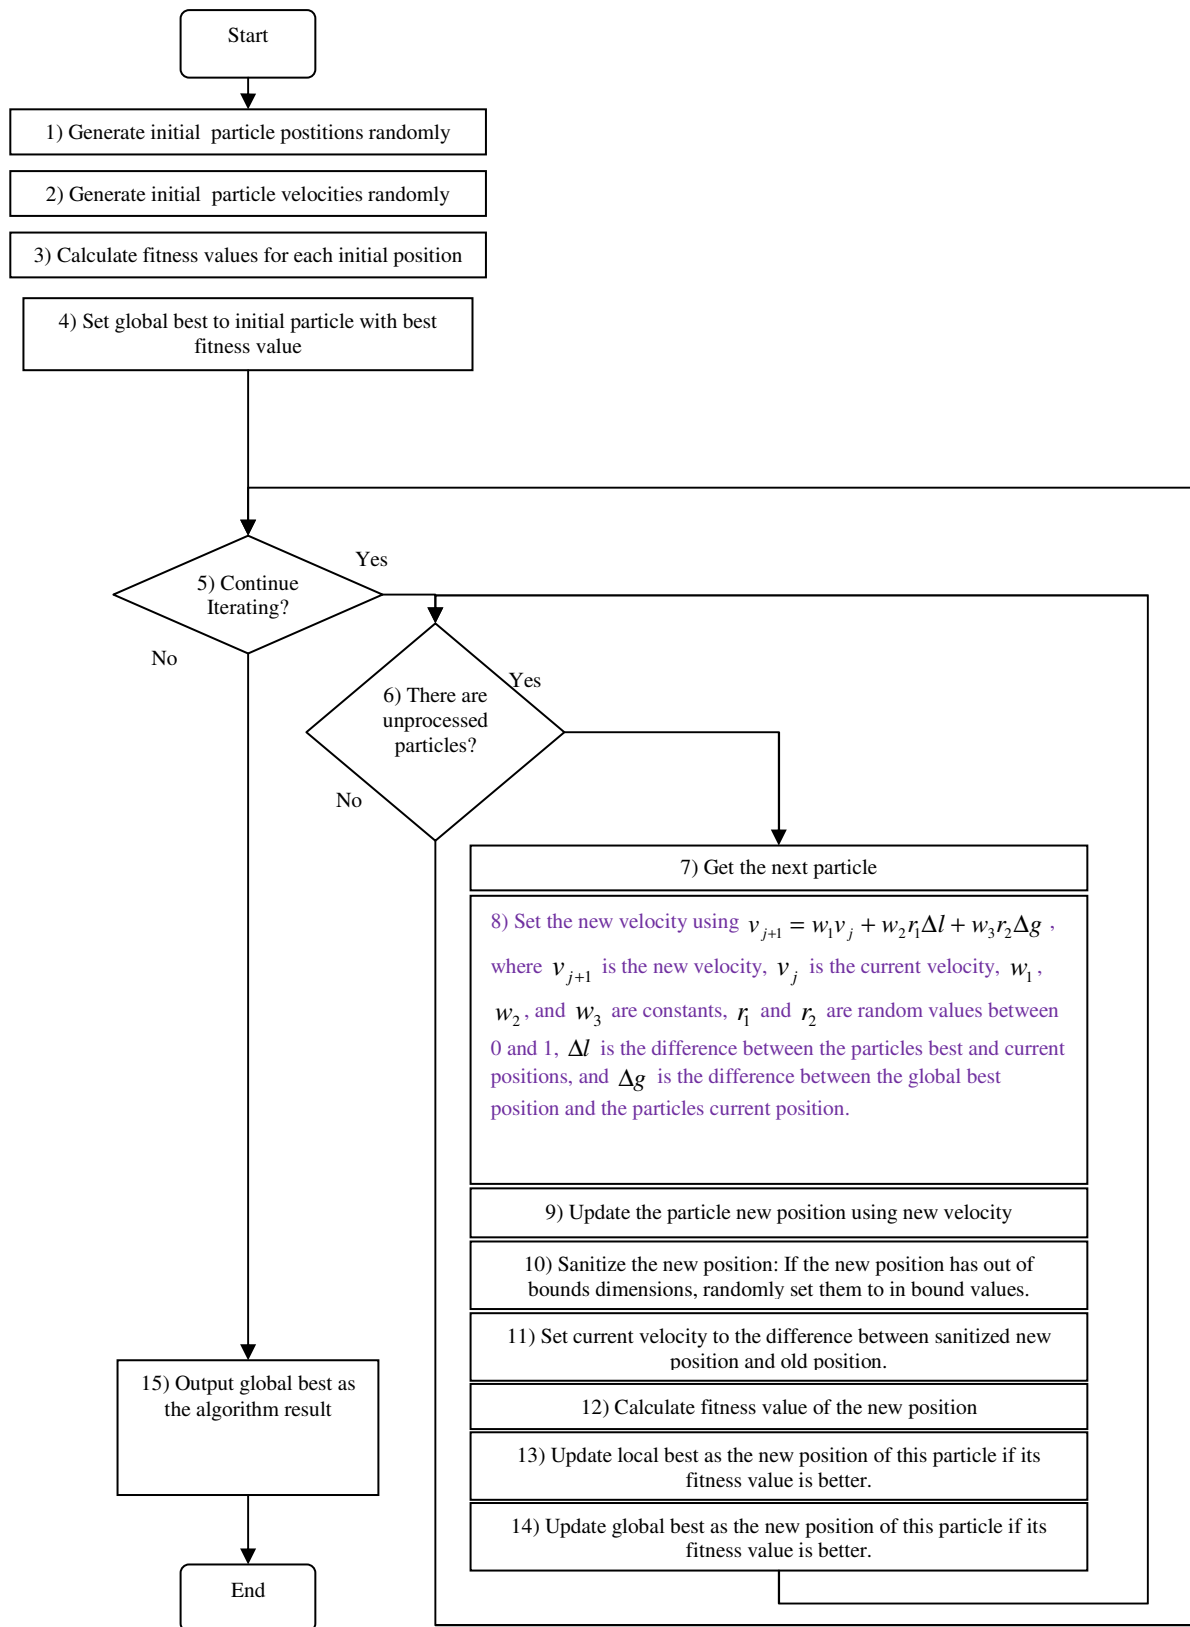 Start
1) Generate initial  particle postitions randomly
2) Generate initial  particle velocities randomly
3) Calculate fitness values for each initial position
4) Set global best to initial particle with best
fitness value
Yes
5) Continue
Iterating?
No
Yes
6) There are
unprocessed
particles?
No
7) Get the next particle
8) Set the new velocity using v_{j+1} = w_1v_j + w_2r_1Δl + w_3r_2Δg ,
where v_{j+1} is the new velocity, v_j is the current velocity, w_1 ,
w_2 , and w_3 are constants, r_1 and r_2 are random values between
0 and 1, Δl is the difference between the particles best and current
positions, and Δg is the difference between the global best
position and the particles current position.
9) Update the particle new position using new velocity
10) Sanitize the new position: If the new position has out of
bounds dimensions, randomly set them to in bound values.
11) Set current velocity to the difference between sanitized new
position and old position.
12) Calculate fitness value of the new position
13) Update local best as the new position of this particle if its
fitness value is better.
14) Update global best as the new position of this particle if its
fitness value is better.
15) Output global best as
the algorithm result
End